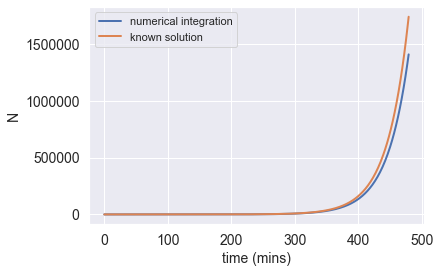 numerical integration
known solution
1500000
1000000
500000
0
N
0 100 200 300 400 500
time (mins)